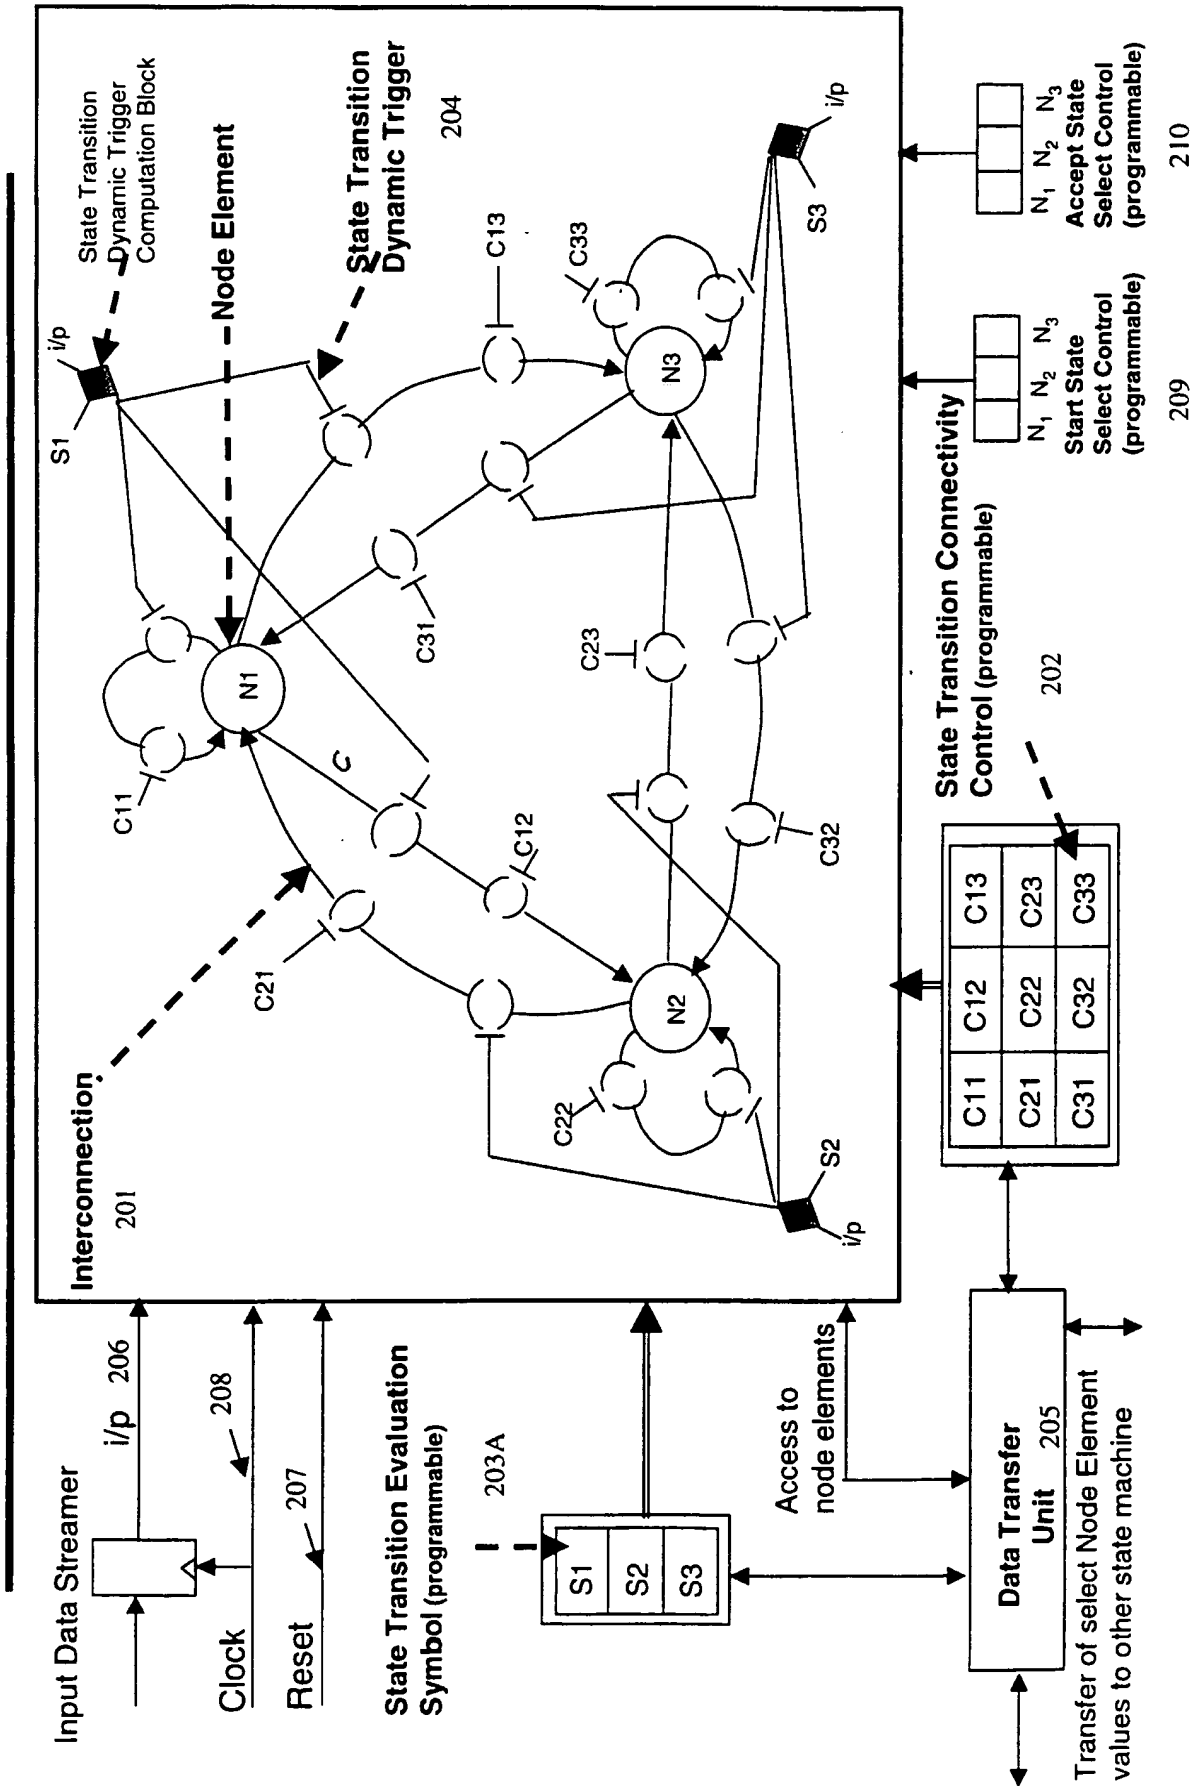 Input Data Streamer
i/p 206
Clock
208
Reset
207
State Transition Evaluation
Symbol (programmable)
203A
S1
S2
S3
Access to
node elements
Data Transfer
Unit 205
Transfer of select Node Element
values to other state machine
Interconnection
201
C21
C11
N1
C
C12
C22
N2
S2
i/p
S1
i/p
State Transition
Dynamic Trigger
Computation Block
Node Element
State Transition
Dynamic Trigger
204
C13
C31
C23
C32
C33
N3
S3
i/p
C11 C12 C13
C21 C22 C23
C31 C32 C33
State Transition Connectivity
Control (programmable)
202
N1 N2 N3
Start State
Select Control
(programmable)
209
N1 N2 N3
Accept State
Select Control
(programmable)
210